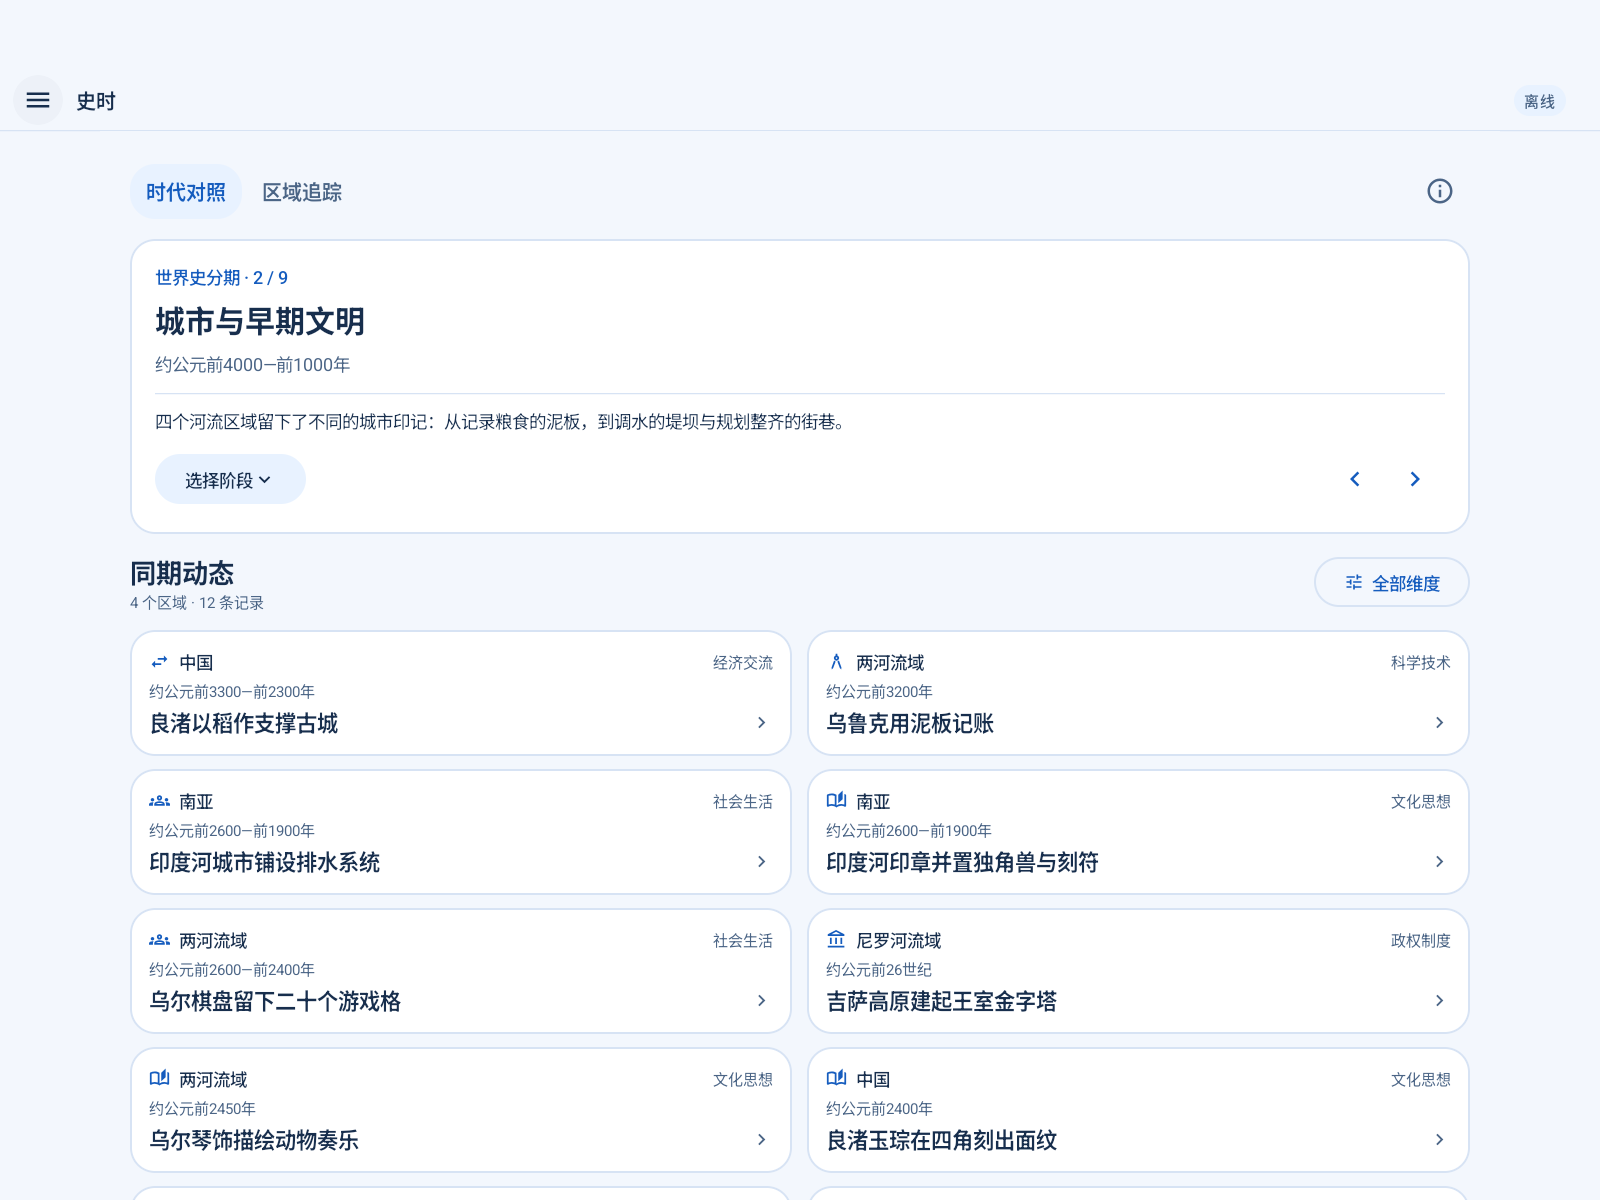 史时
离线
时代对照
区域追踪
世界史分期 · 2 / 9
城市与早期文明
约公元前4000—前1000年
四个河流区域留下了不同的城市印记：从记录粮食的泥板，到调水的堤坝与规划整齐的街巷。
选择阶段
同期动态
4 个区域 · 12 条记录
全部维度
中国
经济交流
约公元前3300—前2300年
良渚以稻作支撑古城
两河流域
科学技术
约公元前3200年
乌鲁克用泥板记账
南亚
社会生活
约公元前2600—前1900年
印度河城市铺设排水系统
南亚
文化思想
约公元前2600—前1900年
印度河印章并置独角兽与刻符
两河流域
社会生活
约公元前2600—前2400年
乌尔棋盘留下二十个游戏格
尼罗河流域
政权制度
约公元前26世纪
吉萨高原建起王室金字塔
两河流域
文化思想
约公元前2450年
乌尔琴饰描绘动物奏乐
中国
文化思想
约公元前2400年
良渚玉琮在四角刻出面纹